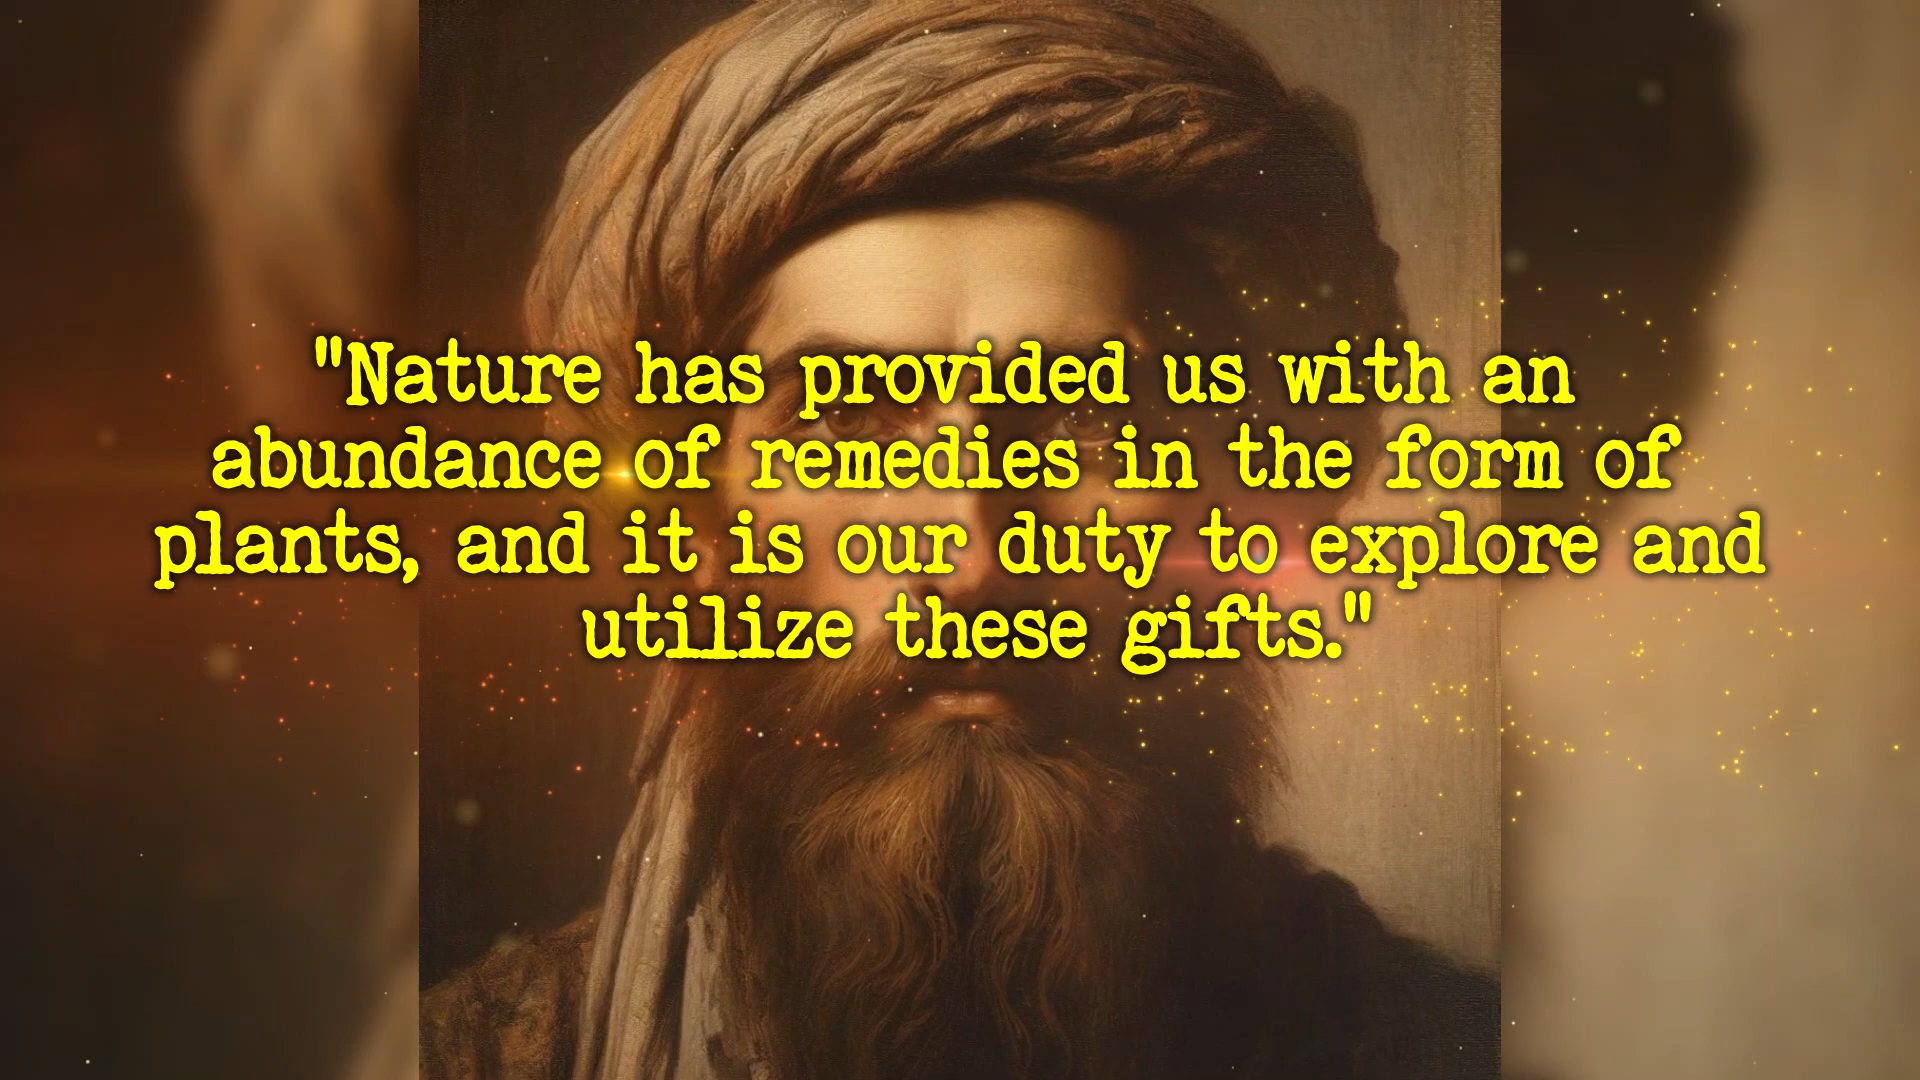 "Nature has provided us with an
abundance of remedies in the form of
plants, and it is our duty to explore and
utilize these gifts."